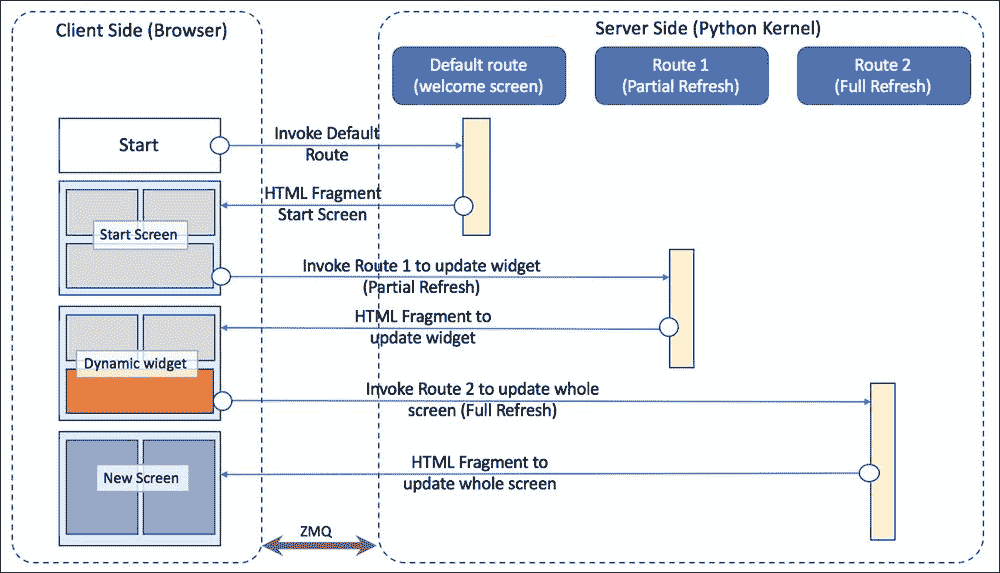 Client Side (Browser)
Server Side (Python Kernel)
Default route
(welcome screen)
Route 1
(Partial Refresh)
Route 2
(Full Refresh)
Start
Invoke Default
Route
HTML Fragment
Start Screen
Start Screen
Invoke Route 1 to update widget
(Partial Refresh)
HTML Fragment to
update widget
Dynamic widget
Invoke Route 2 to update whole
screen (Full Refresh)
HTML Fragment to
update whole screen
New Screen
ZMQ